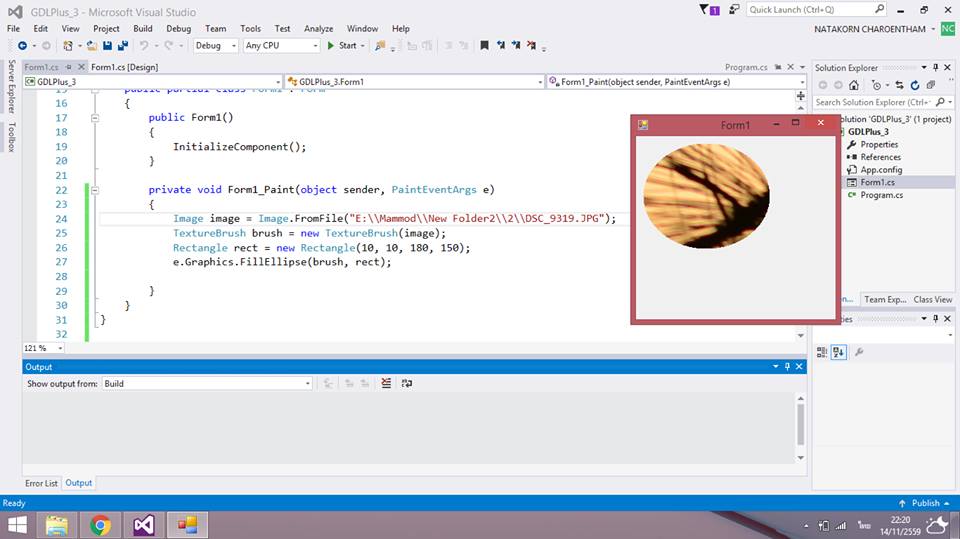 GDLPlus_3 - Microsoft Visual Studio
1
Quick Launch (Ctrl+Q)
FILE EDIT VIEW PROJECT BUILD DEBUG TEAM TOOLS TEST ANALYZE WINDOW HELP
NATAKORN CHAROENTHAM NC
Debug Any CPU Start
Form1.cs Form1.cs [Design] Program.cs
GDLPlus_3 GDLPlus_3.Form1 Form1_Paint(object sender, PaintEventArgs e)
Server Explorer
Toolbox
15 public partial class Form1 : Form
16 {
17 public Form1()
18 {
19 InitializeComponent();
20 }
21
22 private void Form1_Paint(object sender, PaintEventArgs e)
23 {
24 Image image = Image.FromFile("E:\\Mammod\\New Folder2\\2\\DSC_9319.JPG");
25 TextureBrush brush = new TextureBrush(image);
26 Rectangle rect = new Rectangle(10, 10, 180, 150);
27 e.Graphics.FillEllipse(brush, rect);
28
29 }
30 }
31 }
32
121 %
Form1
Solution Explorer
Search Solution Explorer (Ctrl+
olution 'GDLPlus_3' (1 project)
GDLPlus_3
Properties
References
App.config
Form1.cs
Program.cs
Team Exp... Class View
Output
Show output from: Build
Error List Output
Ready
Publish
22:20
14/11/2559